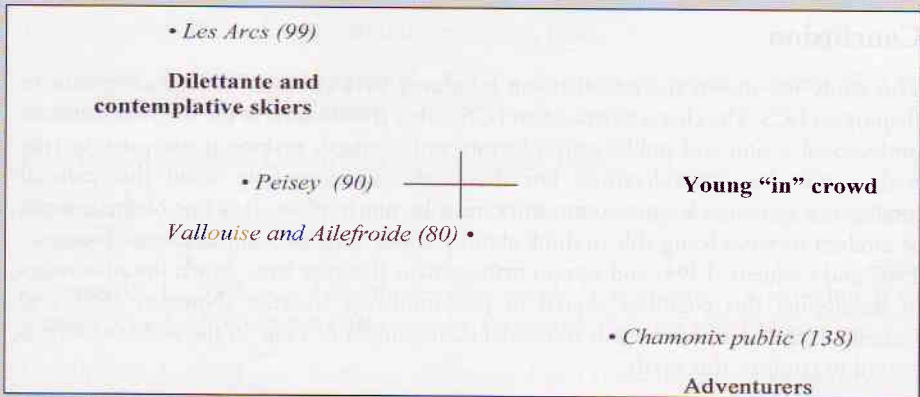 • Les Arcs (99)
Dilettante and
contemplative skiers
• Peisey (90)
Young “in” crowd
Vallouise and Ailefroide (80) •
• Chamonix public (138)
Adventurers